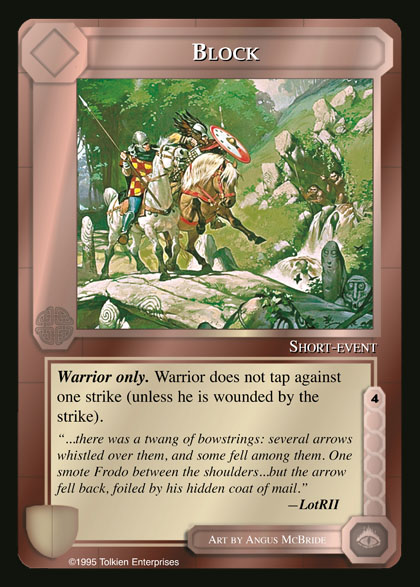 Block
Short-event
Warrior only. Warrior does not tap against
one strike (unless he is wounded by the
strike).
4
“...there was a twang of bowstrings: several arrows
whistled over them, and some fell among them. One
smote Frodo between the shoulders...but the arrow
fell back, foiled by his hidden coat of mail.”
—LotRII
Art by Angus McBride
©1995 Tolkien Enterprises